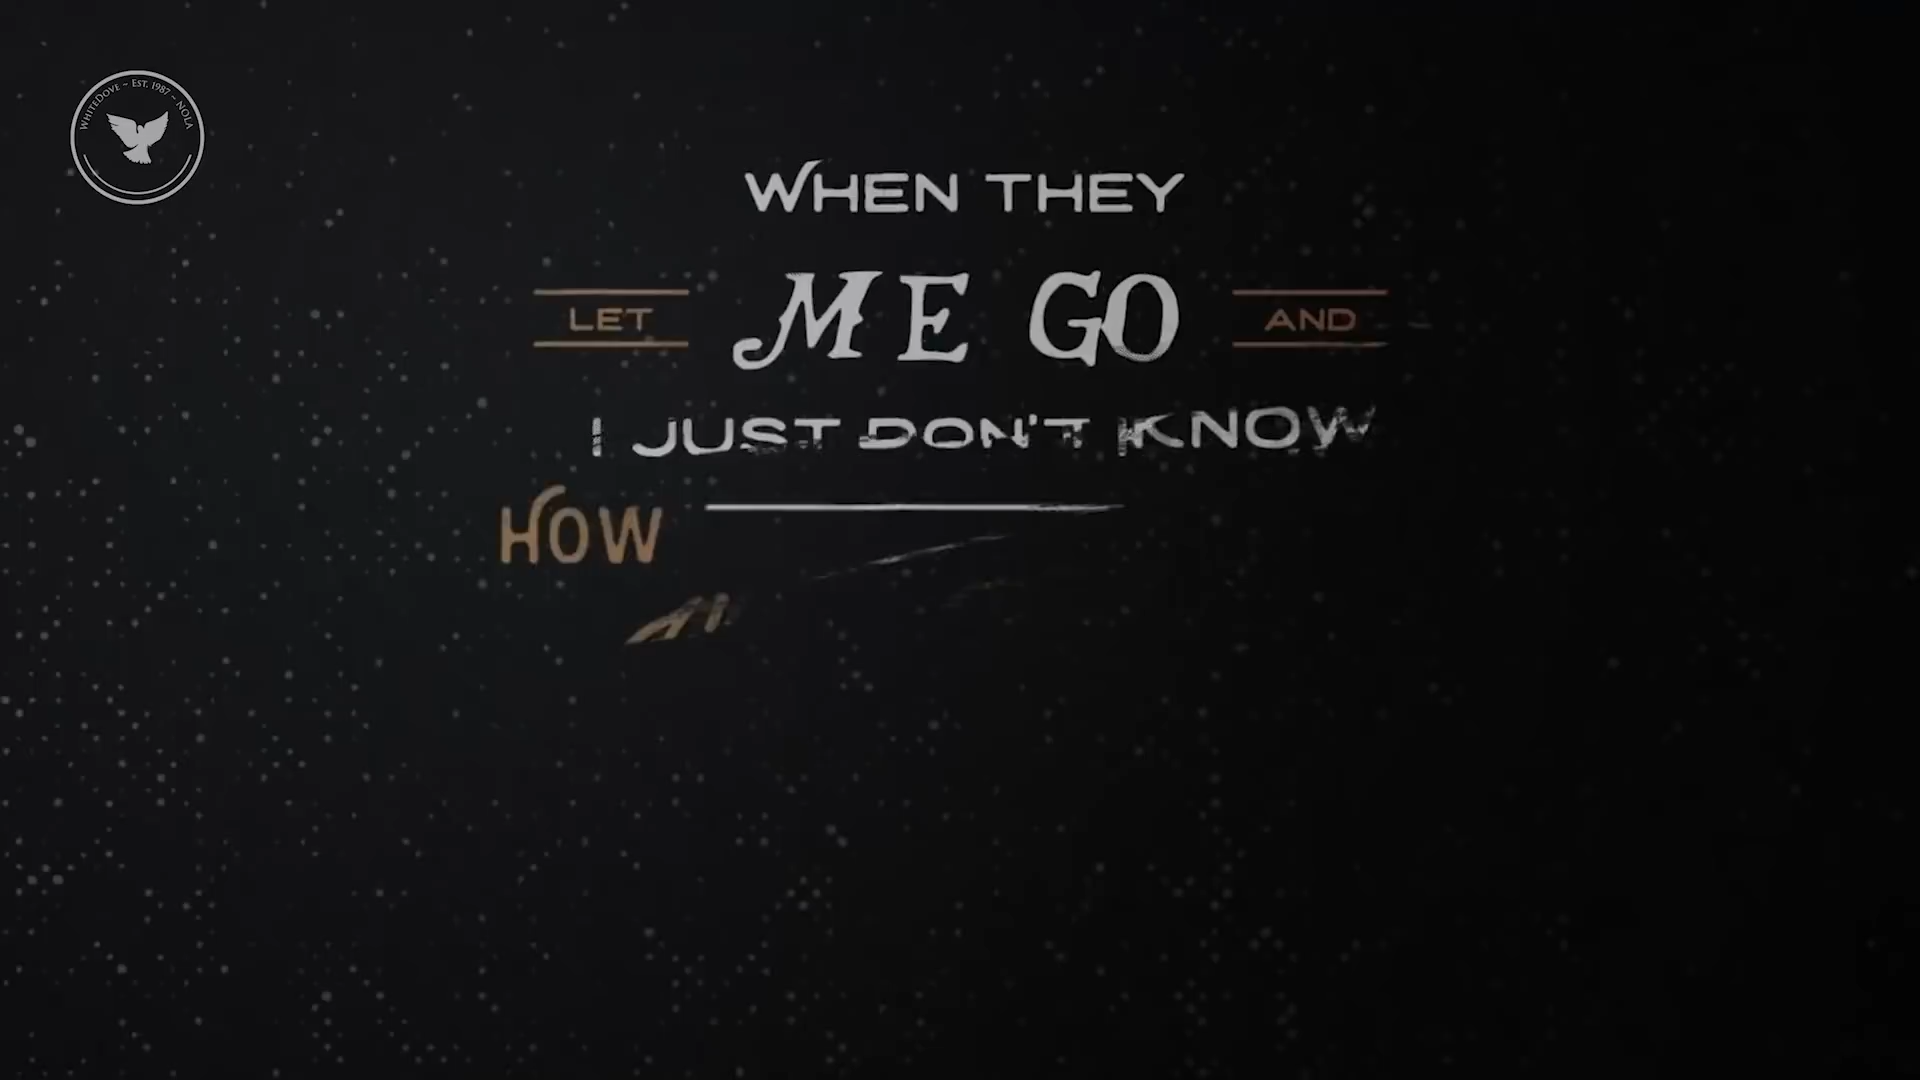 WHITEDOVE ~ EST. 1987 ~ NOLA
WHEN THEY
LET ME GO AND
I JUST DON'T KNOW
HOW